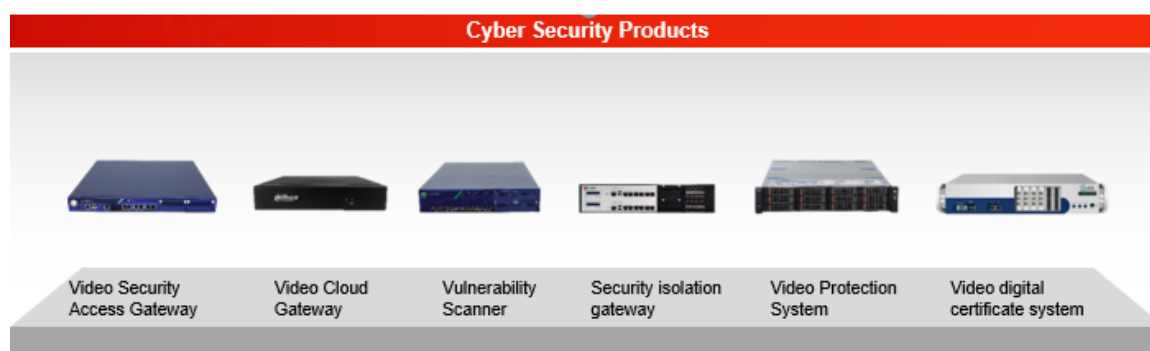 Cyber Security Products
Video Security
Access Gateway
Video Cloud
Gateway
Vulnerability
Scanner
Security isolation
gateway
Video Protection
System
Video digital
certificate system